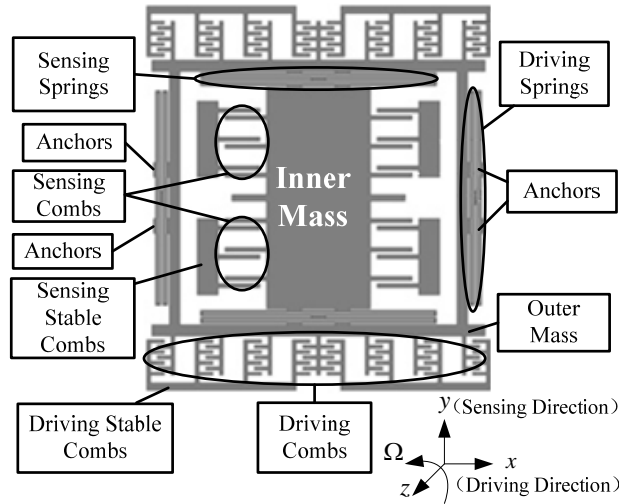 Sensing
Springs
Driving
Springs
Anchors
Sensing
Combs
Inner
Mass
Anchors
Anchors
Sensing
Stable
Combs
Outer
Mass
Driving Stable
Combs
Driving
Combs
y (Sensing Direction)
Ω
x
z
(Driving Direction)